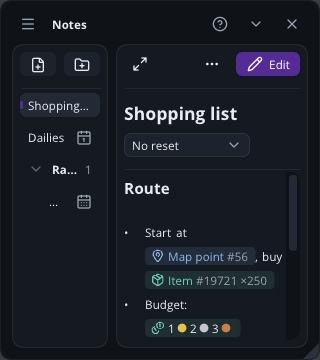 Notes
Edit
Shopping...
Dailies
1
Ra... 1
...
Shopping list
No reset
Route
• Start at
Map point #56 , buy
Item #19721 ×250
• Budget:
1 2 3